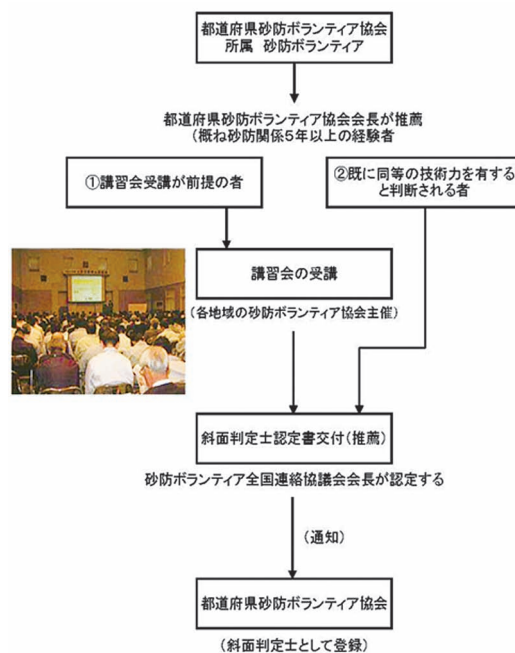 都道府県砂防ボランティア協会
所属 砂防ボランティア
都道府県砂防ボランティア協会会長が推薦
(概ね砂防関係5年以上の経験者
①講習会受講が前提の者
②既に同等の技術力を有する
と判断される者
講習会の受講
(各地域の砂防ボランティア協会主催)
斜面判定士認定書交付(推薦)
砂防ボランティア全国連絡協議会会長が認定する
(通知)
都道府県砂防ボランティア協会
(斜面判定士として登録)